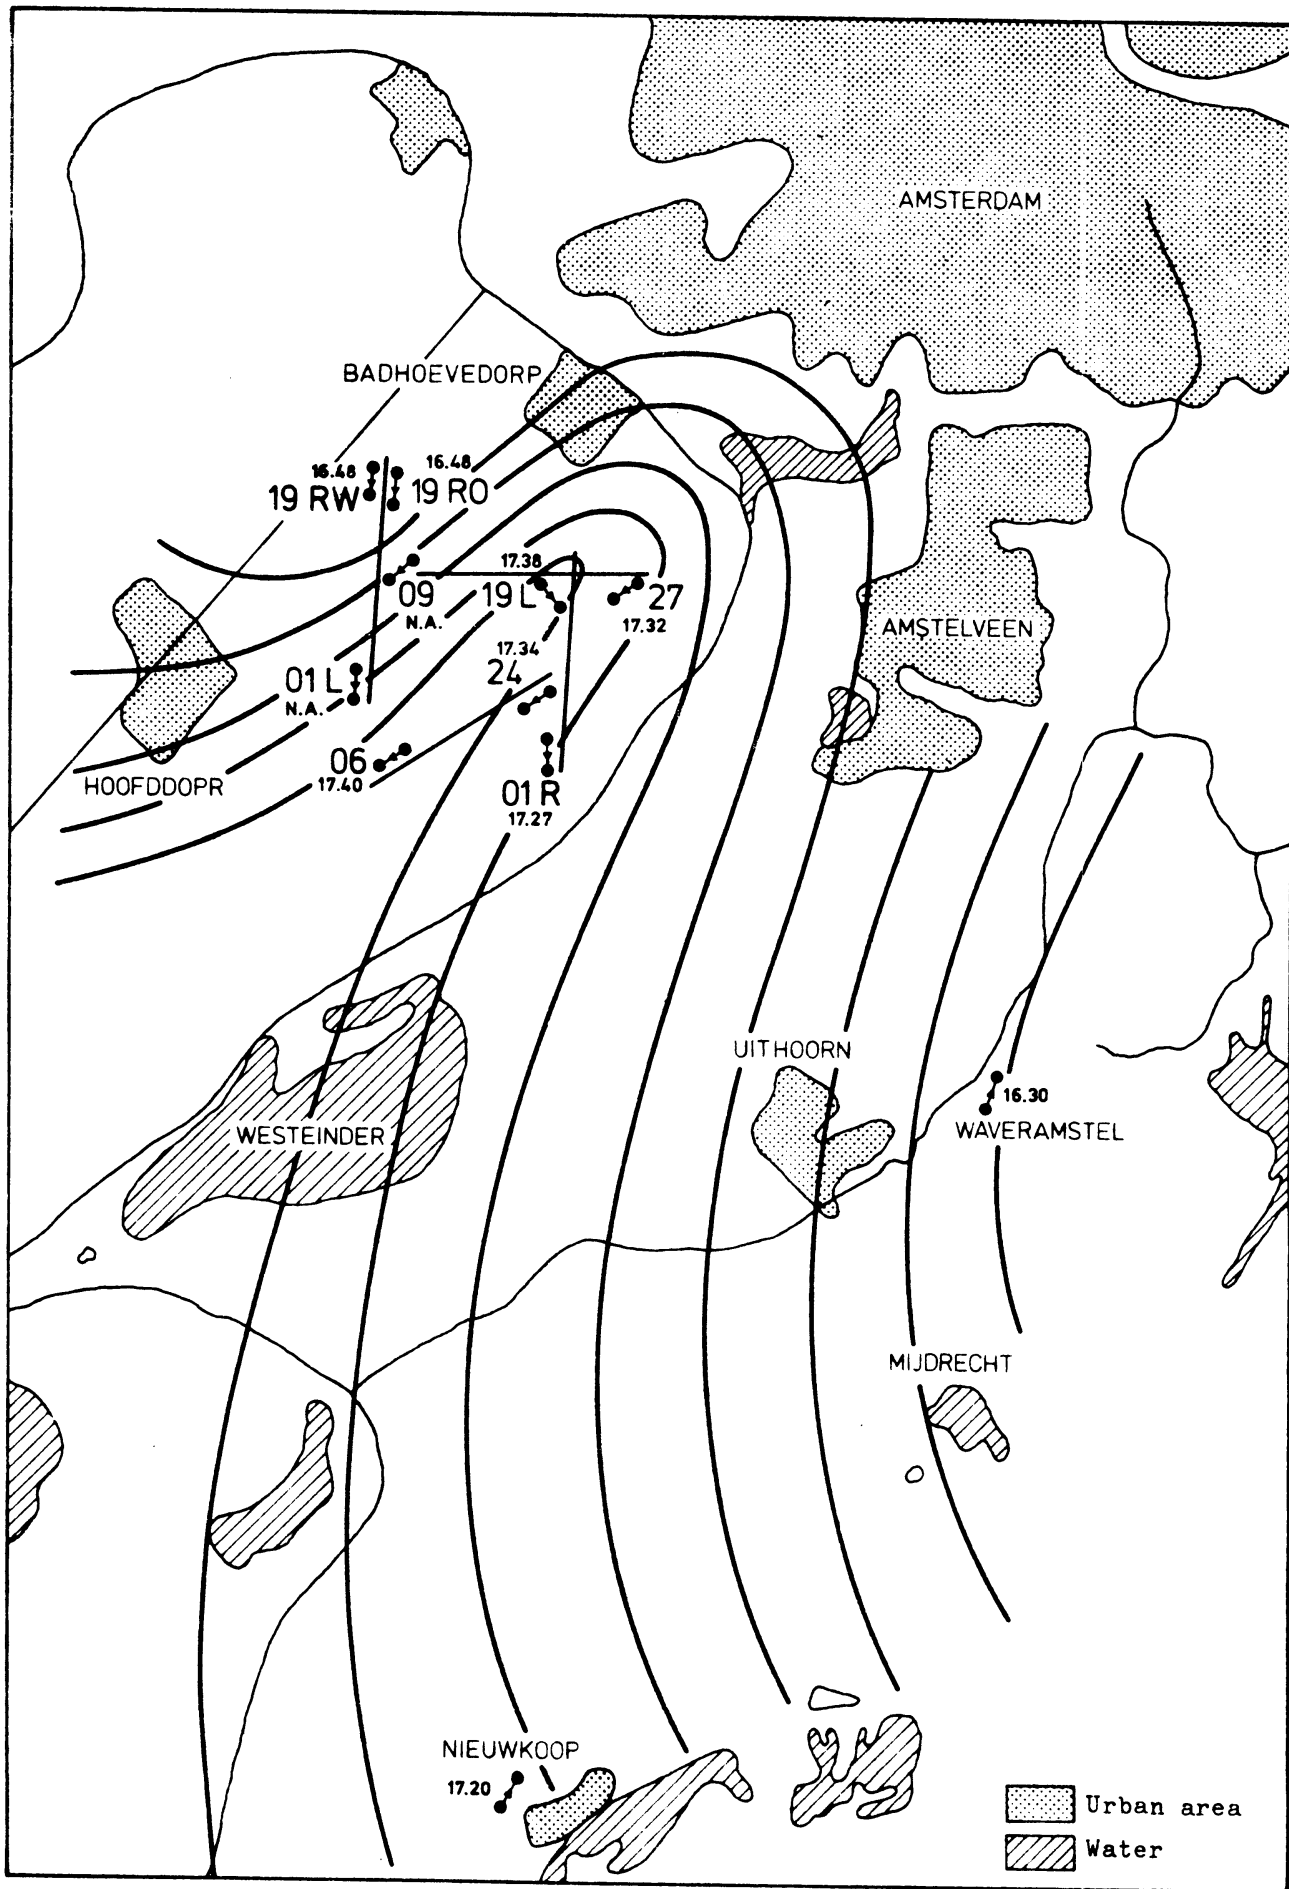 AMSTERDAM
BADHOEVEDORP
16.48
16.48
19 RW
19 RO
17.38
09
N.A.
19 L
27
17.32
AMSTELVEEN
17.34
24
01 L
N.A.
06
17.40
HOOFDDOPR
01 R
17.27
UITHOORN
16.30
WAVERAMSTEL
WESTEINDER
MIJDRECHT
NIEUWKOOP
17.20
Urban area
Water